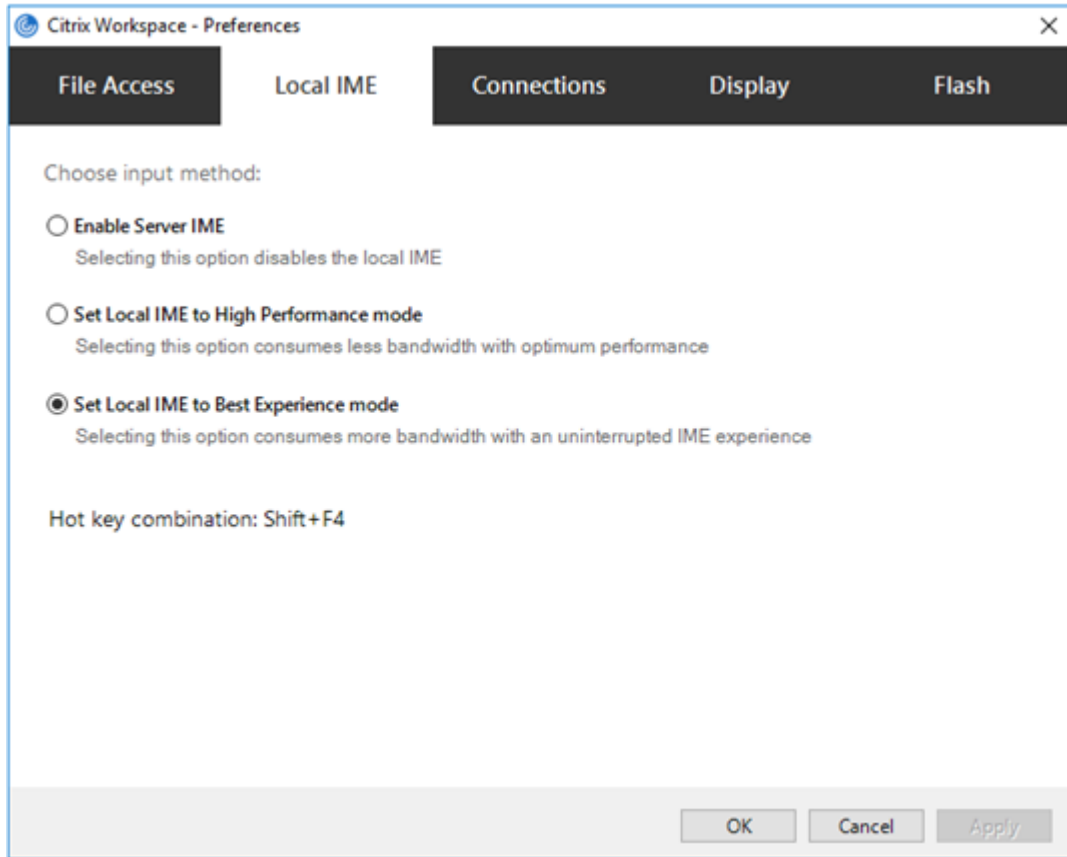 Citrix Workspace - Preferences
File Access Local IME Connections Display Flash
Choose input method:
Enable Server IME
Selecting this option disables the local IME
Set Local IME to High Performance mode
Selecting this option consumes less bandwidth with optimum performance
Set Local IME to Best Experience mode
Selecting this option consumes more bandwidth with an uninterrupted IME experience
Hot key combination: Shift+F4
OK Cancel Apply